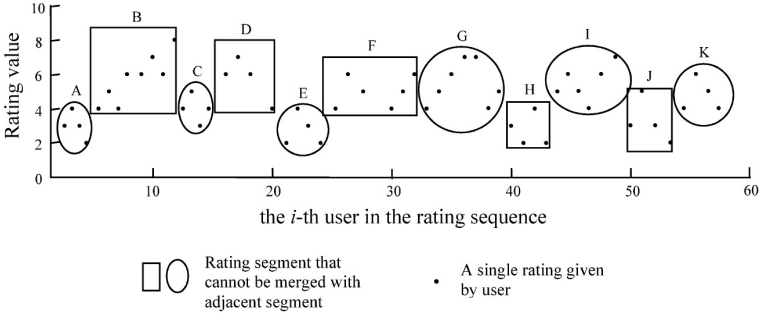 10
8
6
4
2
0
Rating value
A
B
C
D
E
F
G
H
I
J
K
10 20 30 40 50 60
the i-th user in the rating sequence
Rating segment that
cannot be merged with
adjacent segment
A single rating given
by user